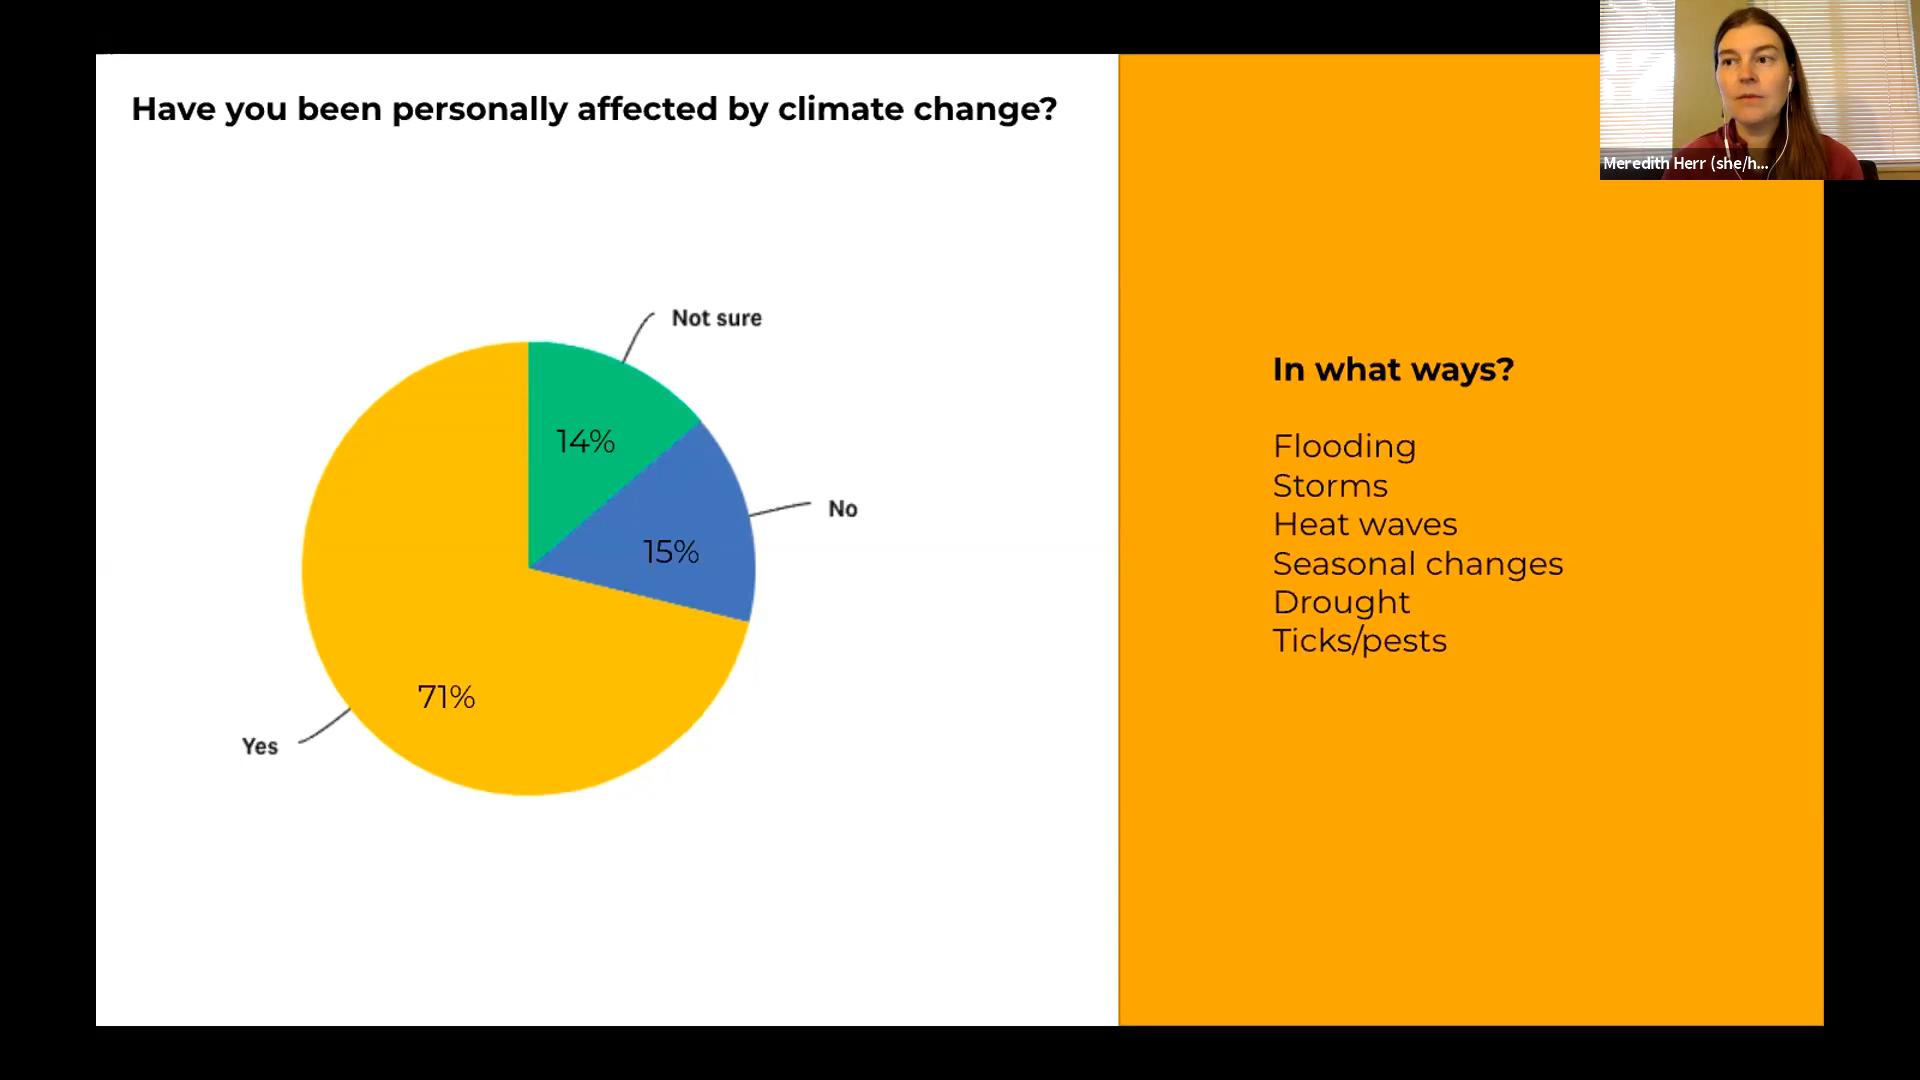 Have you been personally affected by climate change?
Not sure
14%
No
15%
71%
Yes
In what ways?
Flooding
Storms
Heat waves
Seasonal changes
Drought
Ticks/pests
Meredith Herr (she/h...